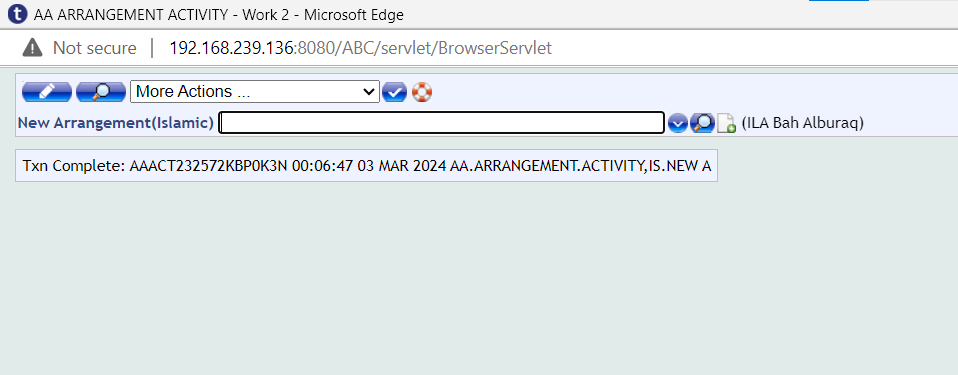 AA ARRANGEMENT ACTIVITY - Work 2 - Microsoft Edge
Not secure | 192.168.239.136:8080/ABC/servlet/BrowserServlet
More Actions ...
New Arrangement(Islamic) (ILA Bah Alburaq)
Txn Complete: AAACT232572KBP0K3N 00:06:47 03 MAR 2024 AA.ARRANGEMENT.ACTIVITY,IS.NEW A